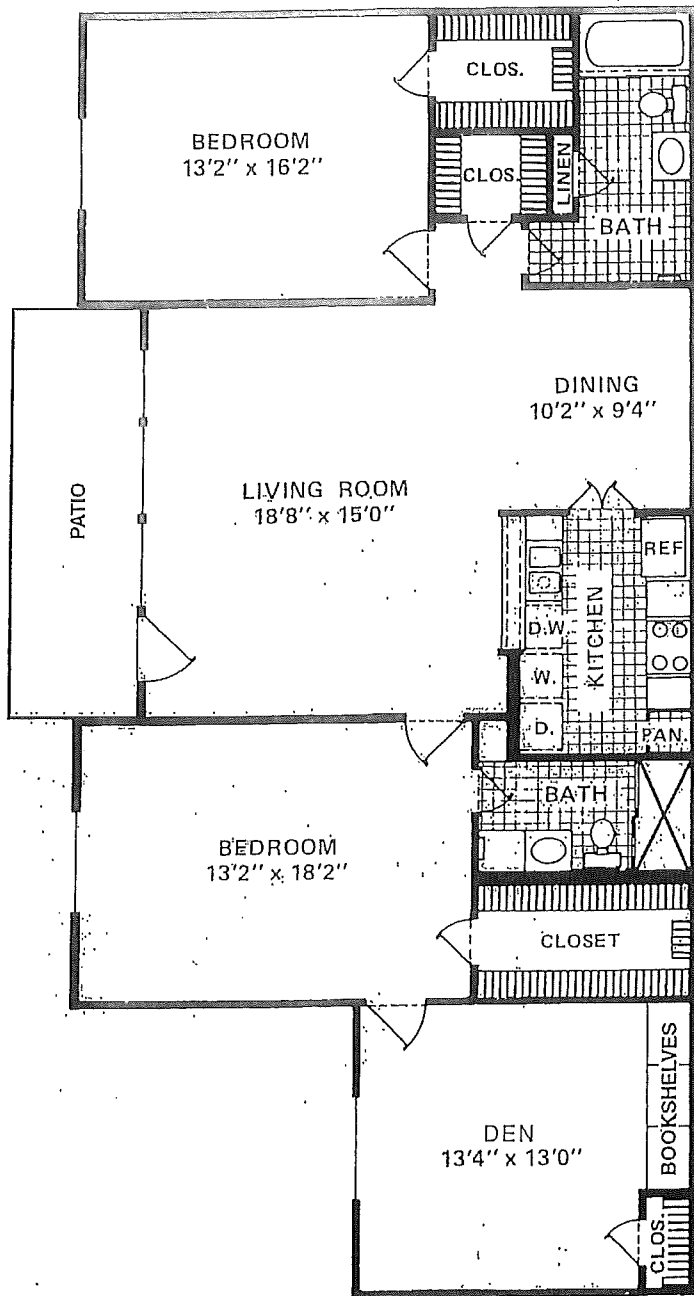 CLOS.
BEDROOM
13'2" x 16'2"
CLOS.
LINEN
BATH
DINING
10'2" x 9'4"
PATIO
LIVING ROOM
18'8" x 15'0"
REF
KITCHEN
D.W
W.
D.
PAN.
BATH
BEDROOM
13'2" x 18'2"
CLOSET
DEN
13'4" x 13'0"
BOOKSHELVES
CLOS.